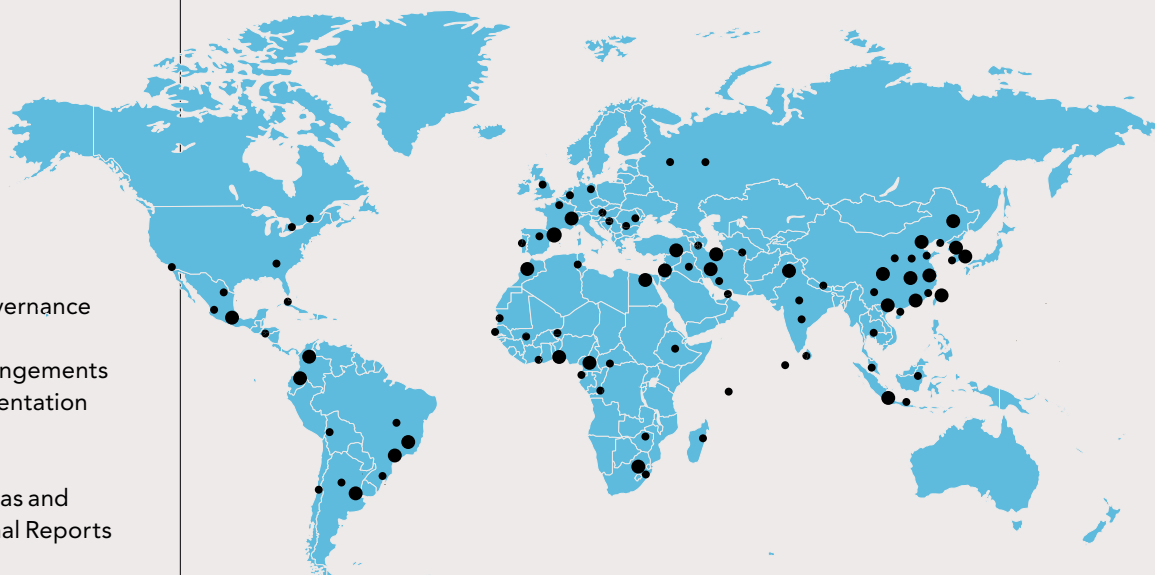 vernance
ngements
entation
as and
al Reports